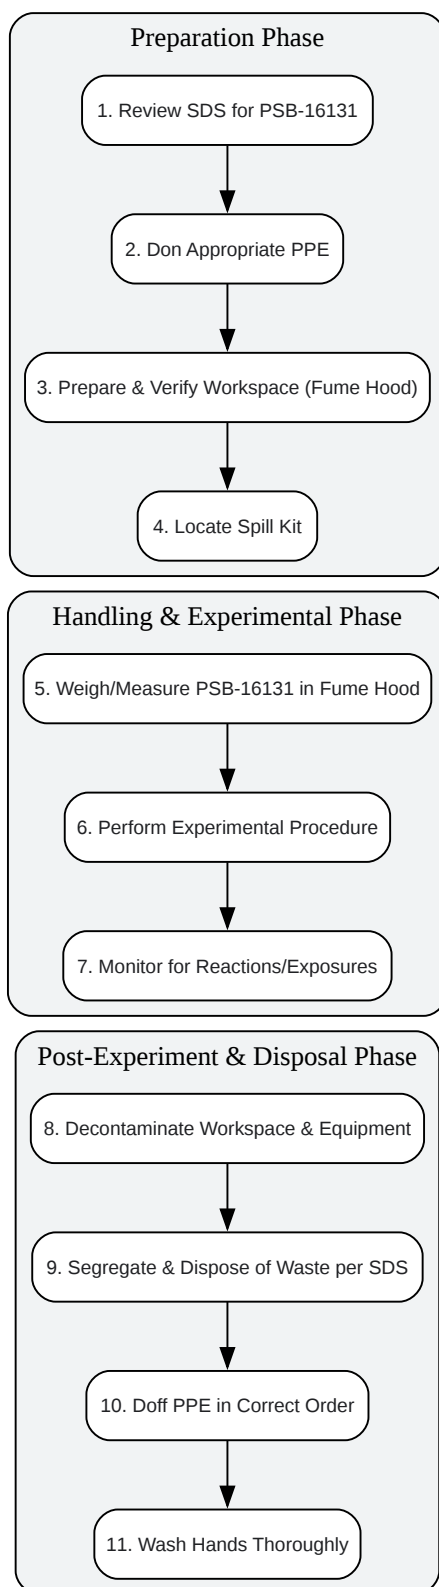 Preparation Phase
1. Review SDS for PSB-16131
2. Don Appropriate PPE
3. Prepare & Verify Workspace (Fume Hood)
4. Locate Spill Kit
Handling & Experimental Phase
5. Weigh/Measure PSB-16131 in Fume Hood
6. Perform Experimental Procedure
7. Monitor for Reactions/Exposures
Post-Experiment & Disposal Phase
8. Decontaminate Workspace & Equipment
9. Segregate & Dispose of Waste per SDS
10. Doff PPE in Correct Order
11. Wash Hands Thoroughly